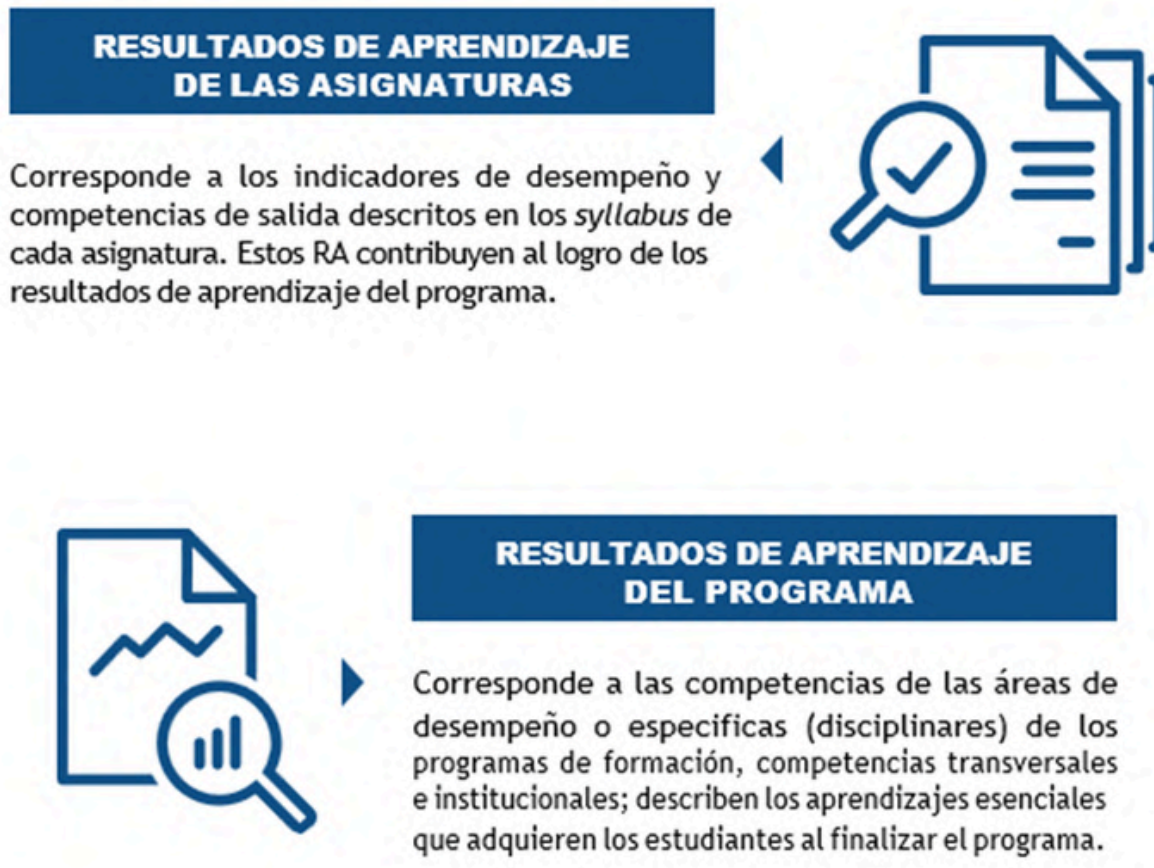 RESULTADOS DE APRENDIZAJE
DE LAS ASIGNATURAS
Corresponde a los indicadores de desempeño y
competencias de salida descritos en los syllabus de
cada asignatura. Estos RA contribuyen al logro de los
resultados de aprendizaje del programa.
RESULTADOS DE APRENDIZAJE
DEL PROGRAMA
Corresponde a las competencias de las áreas de
desempeño o especificas (disciplinares) de los
programas de formación, competencias transversales
e institucionales; describen los aprendizajes esenciales
que adquieren los estudiantes al finalizar el programa.